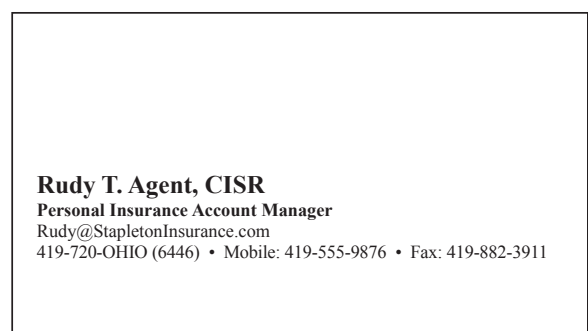 Rudy T. Agent, CISR
Personal Insurance Account Manager
Rudy@StapletonInsurance.com
419-720-OHIO (6446) • Mobile: 419-555-9876 • Fax: 419-882-3911